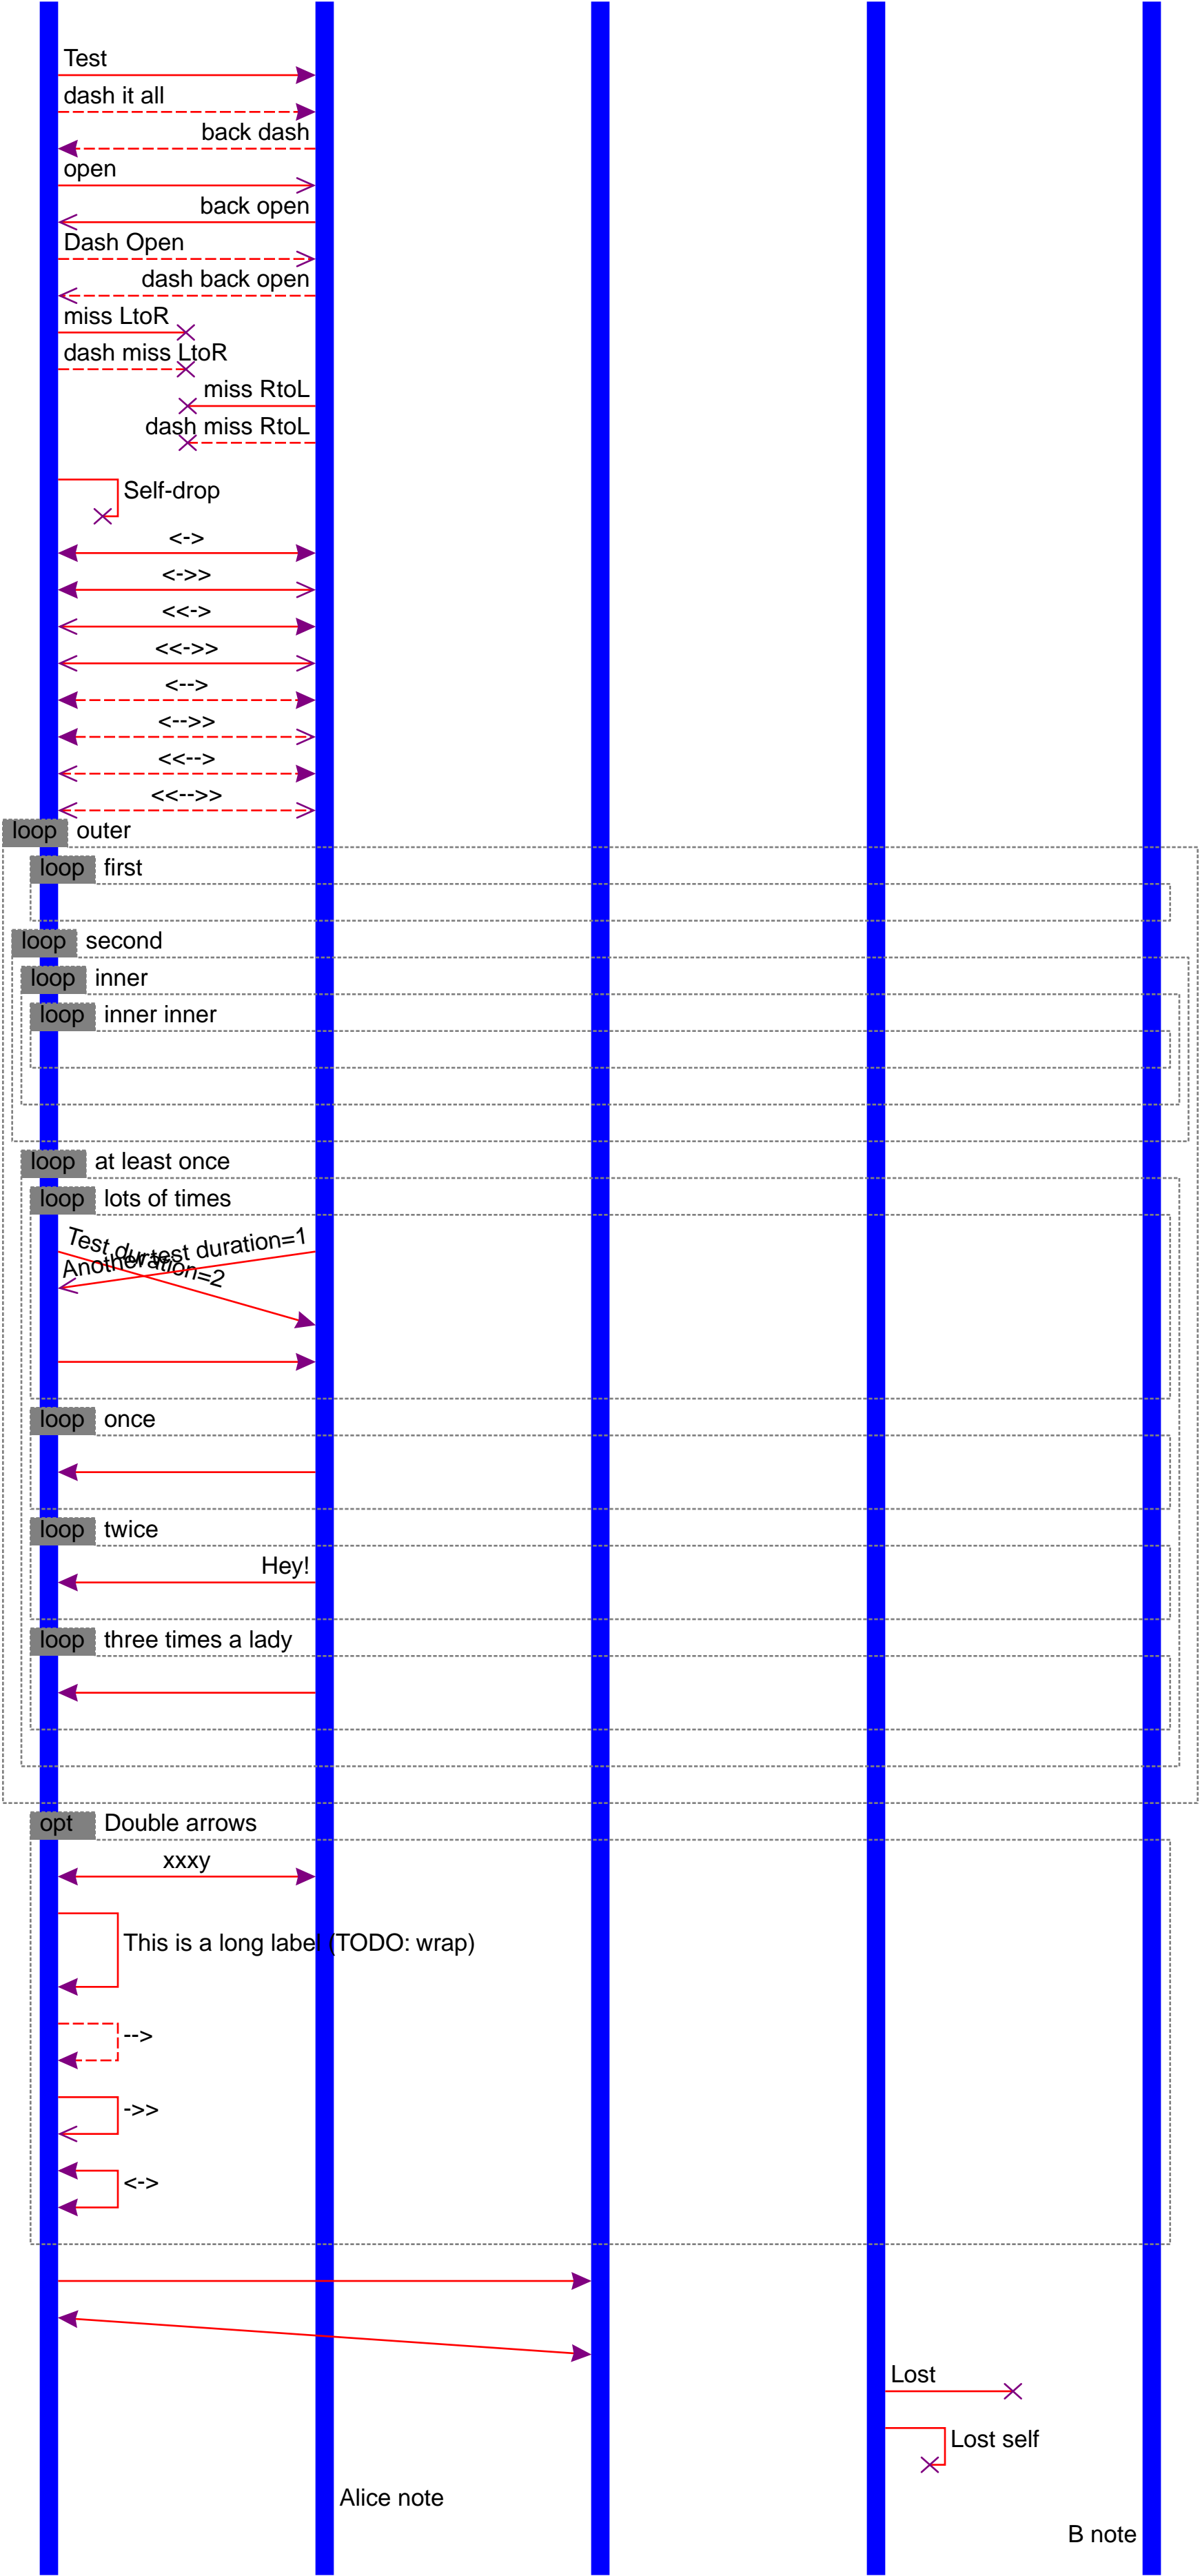 Test
dash it all
back dash
open
back open
Dash Open
dash back open
miss LtoR
dash miss LtoR
miss RtoL
dash miss RtoL
Self-drop
<->
<->>
<<->
<<->>
<-->
<-->>
<<-->
<<-->>
loop outer
loop first
loop second
loop inner
loop inner inner
loop at least once
loop lots of times
Test duration=2
Another test duration=1
loop once
loop twice
Hey!
loop three times a lady
opt Double arrows
xxxy
This is a long label (TODO: wrap)
-->
->>
<->
Lost
Lost self
Alice note
B note